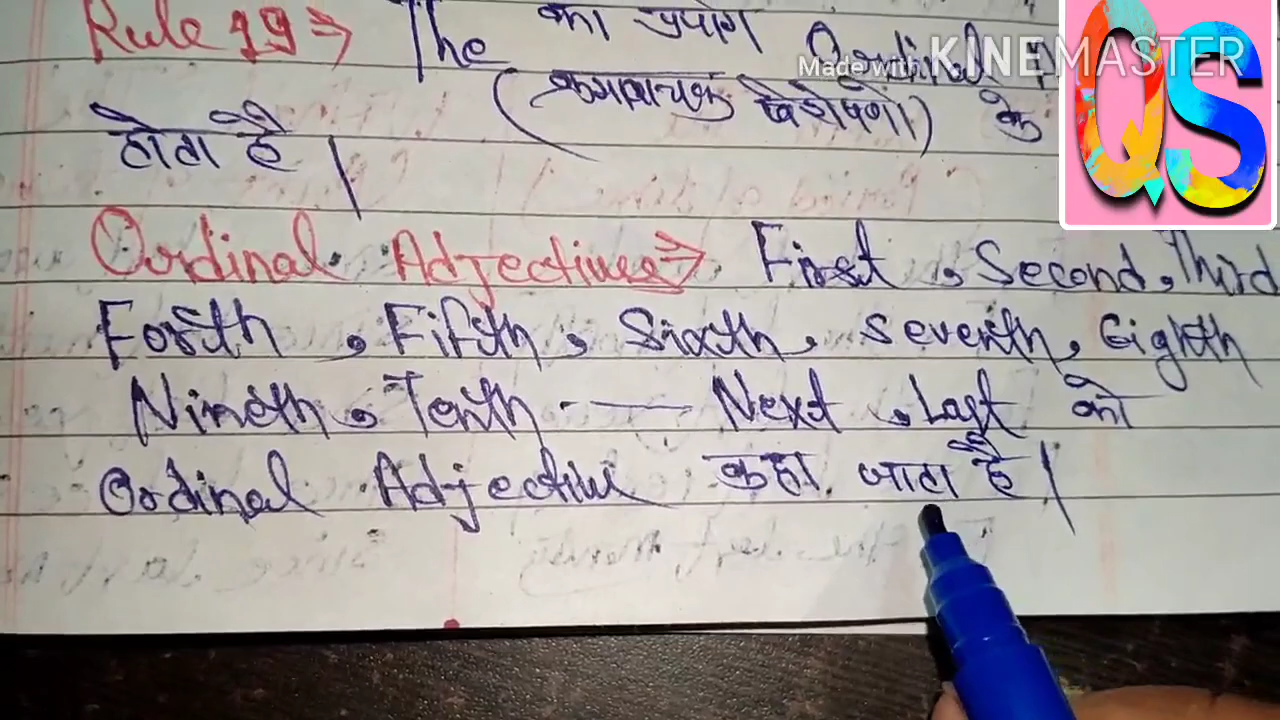 Rule 19⇒ The का प्रयोग Ordinal
(क्रमवाचक विशेषणों) के
होता है |
Ordinal Adjectives⇒ First, Second, Third
Forth, Fifth, Sixth, Seventh, Eighth
Nineth, Tenth —— Next, Last को
Ordinal Adjective कहा जाता है |
Made with KINEMASTER
QS